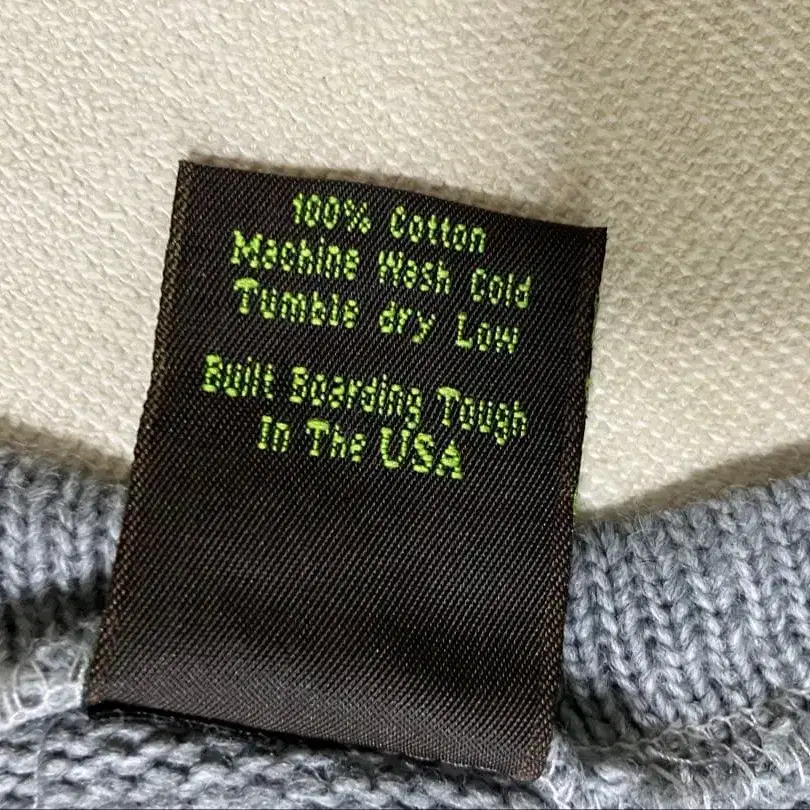 100% Cotton
Machine Wash Cold
Tumble dry Low
Built Boarding Tough
In The USA